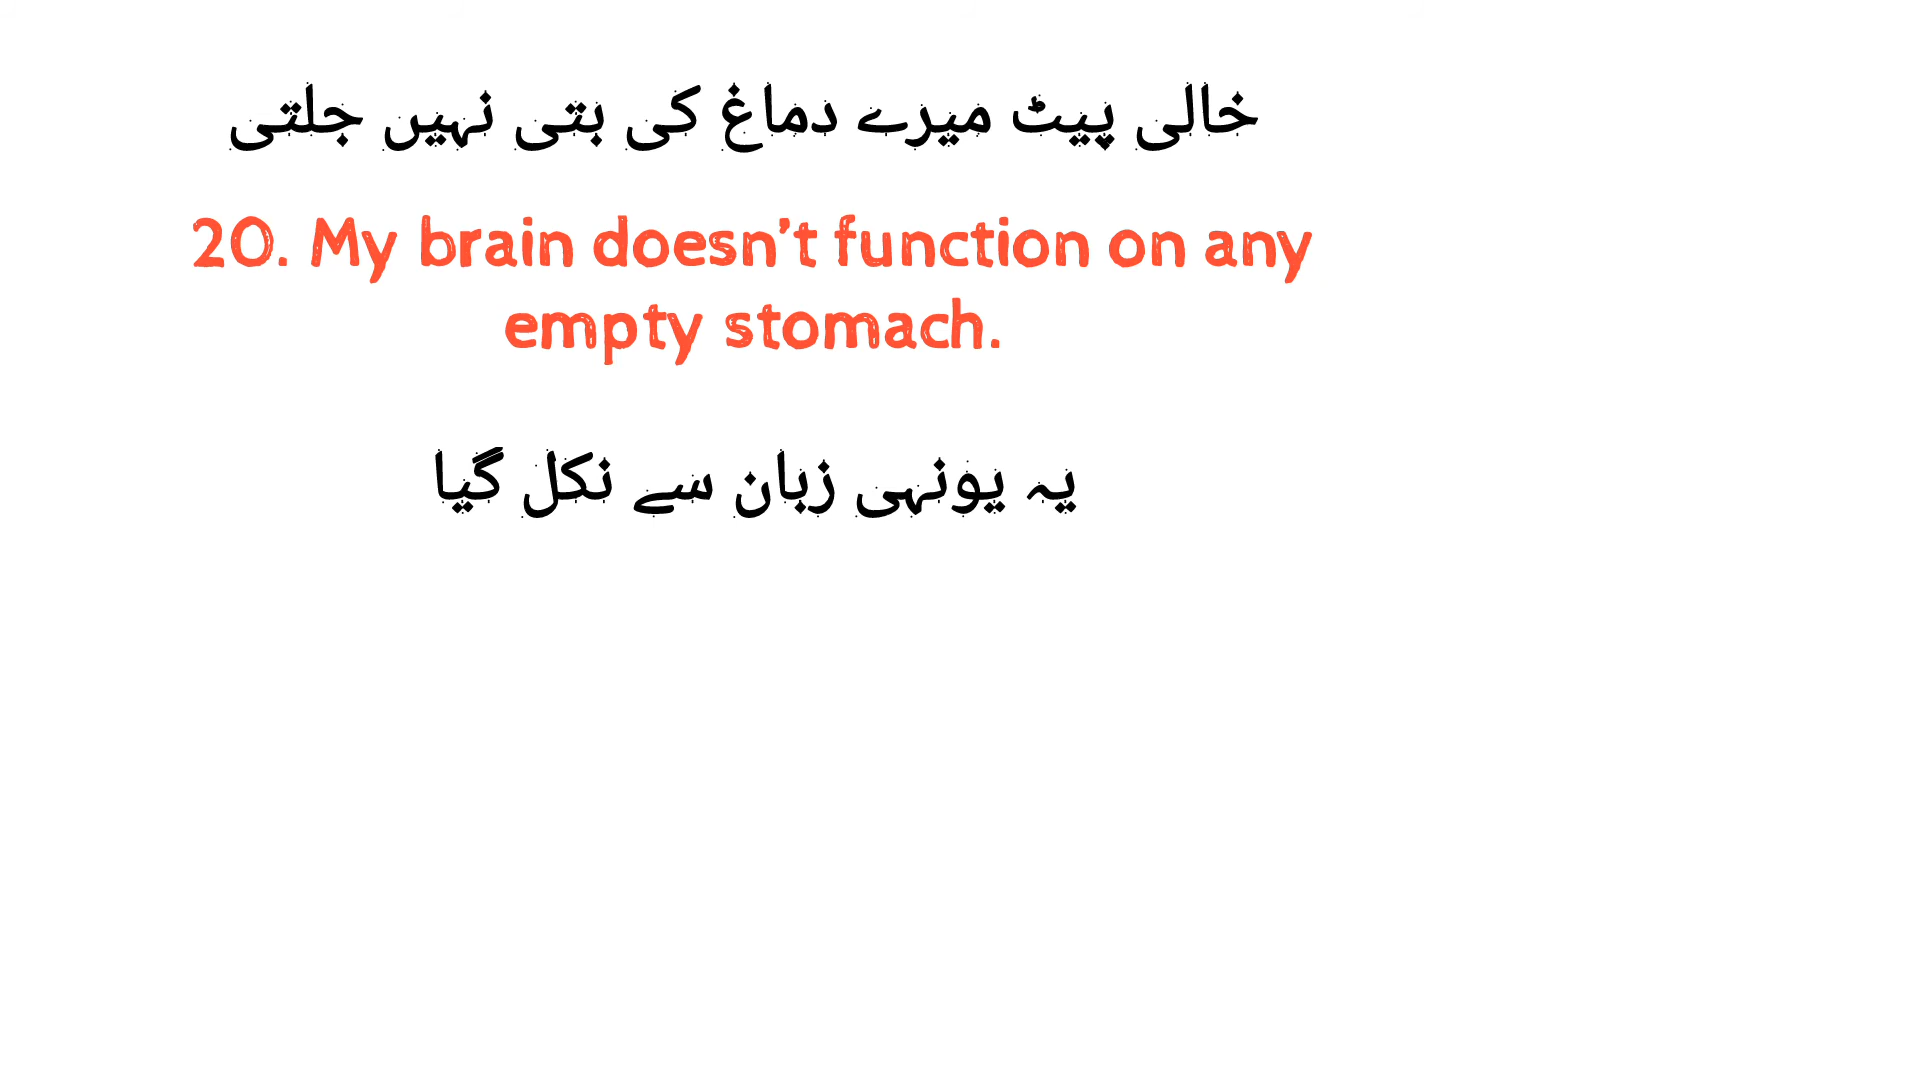 خالی پیٹ میرے دماغ کی بتی نہیں جلتی
20. My brain doesn't function on any
empty stomach.
یہ یونہی زبان سے نکل گیا